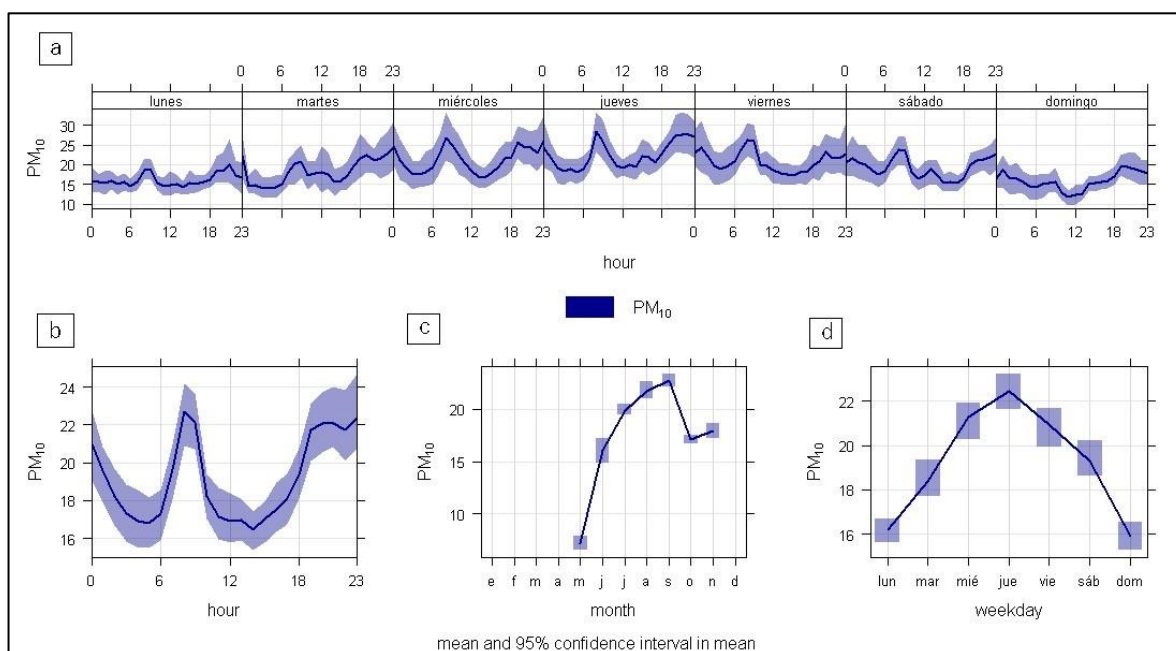 a
0 6 12 18 23 0 6 12 18 23 0 6 12 18 23
lunes martes miércoles jueves viernes sábado domingo
PM10
30
25
20
15
10
0 6 12 18 23 0 6 12 18 23 0 6 12 18 23 0 6 12 18 23
hour
PM10
b
PM10
24
22
20
18
16
0 6 12 18 23
hour
c
PM10
20
15
10
e f m a m j j a s o n d
month
d
PM10
22
20
18
16
lun mar mié jue vie sáb dom
weekday
mean and 95% confidence interval in mean